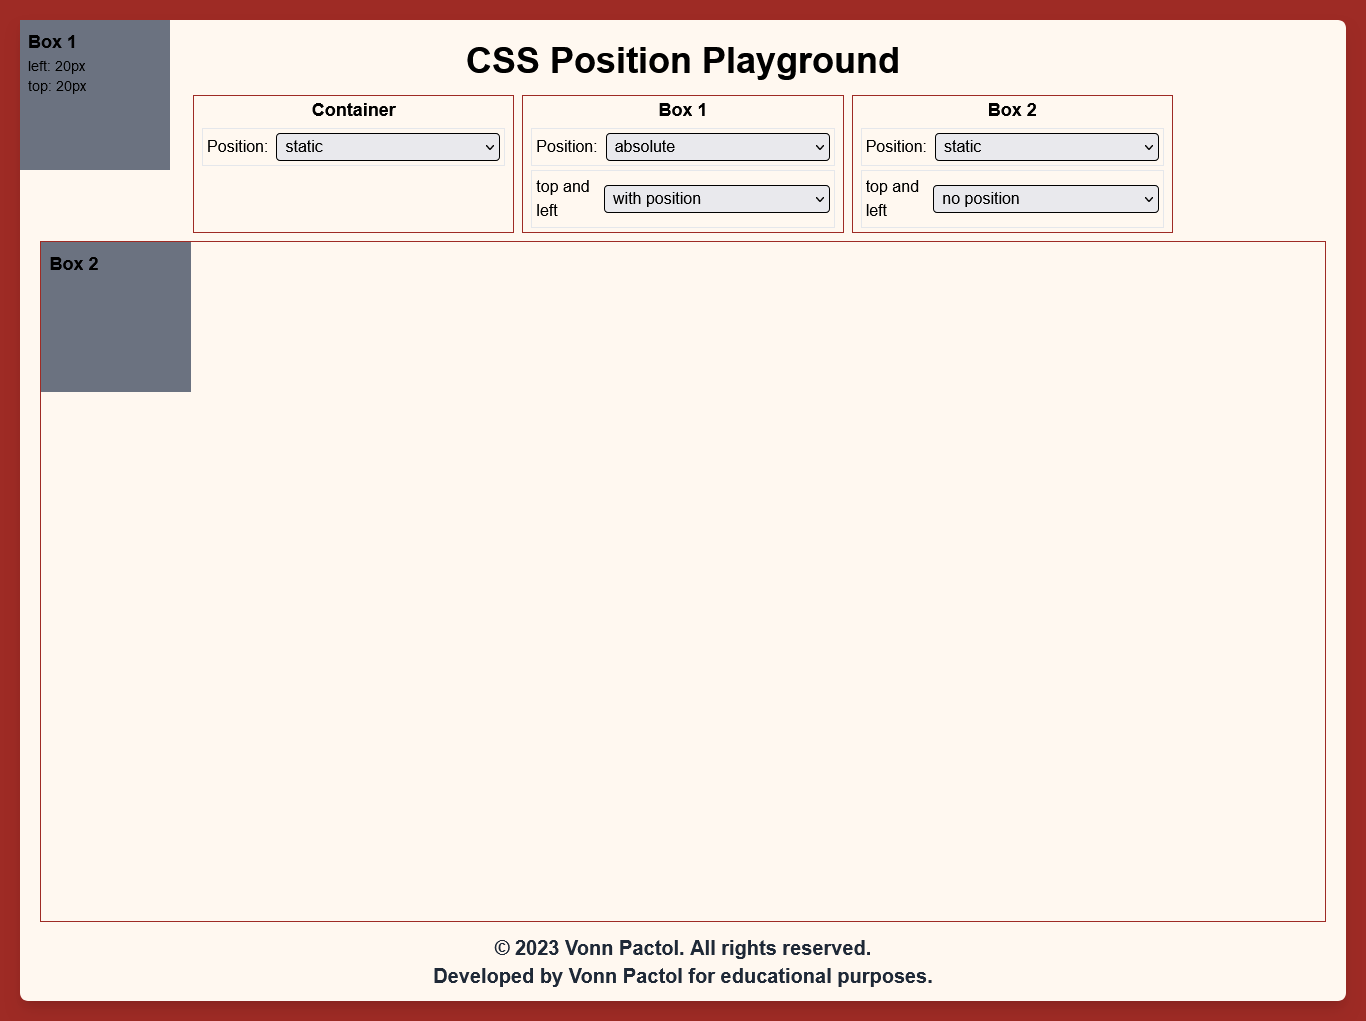 Box 1
left: 20px
top: 20px
CSS Position Playground
Container
Position: static
Box 1
Position: absolute
top and
left
with position
Box 2
Position: static
top and
left
no position
Box 2
© 2023 Vonn Pactol. All rights reserved.
Developed by Vonn Pactol for educational purposes.